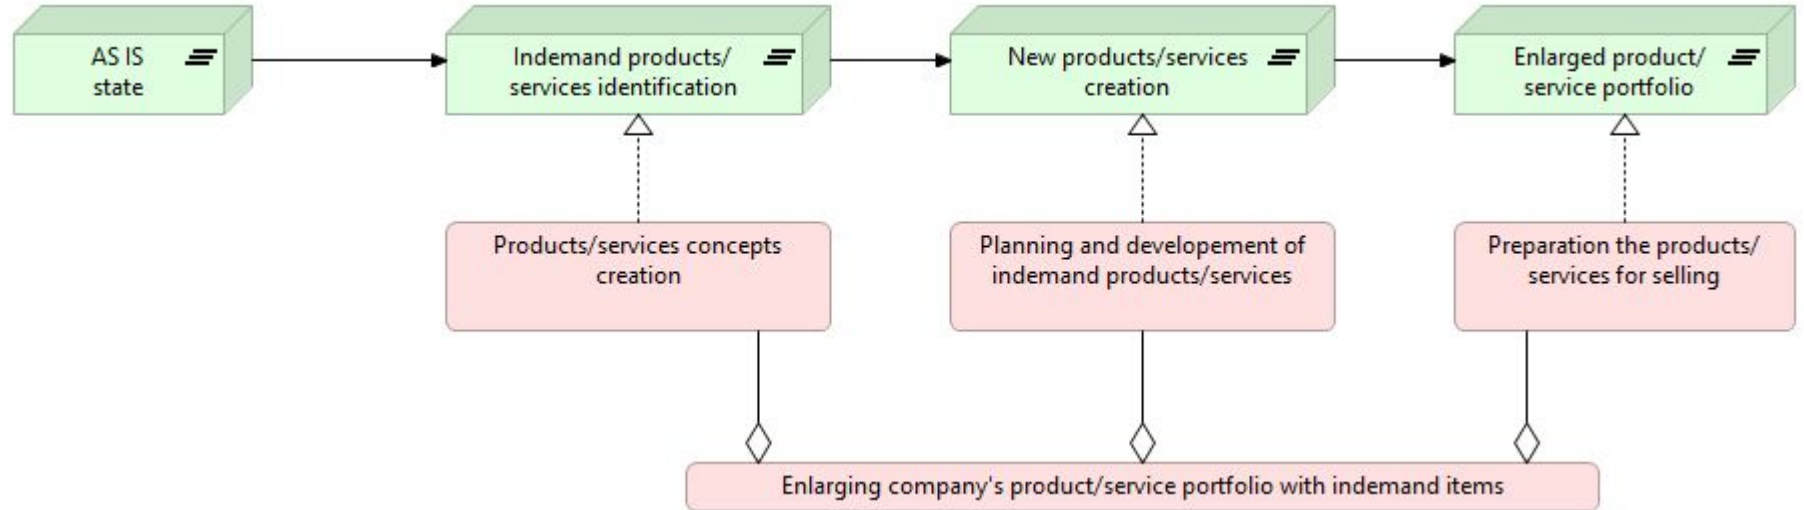 AS IS
state
Indemand products/
services identification
New products/services
creation
Enlarged product/
service portfolio
Products/services concepts
creation
Planning and developement of
indemand products/services
Preparation the products/
services for selling
Enlarging company's product/service portfolio with indemand items